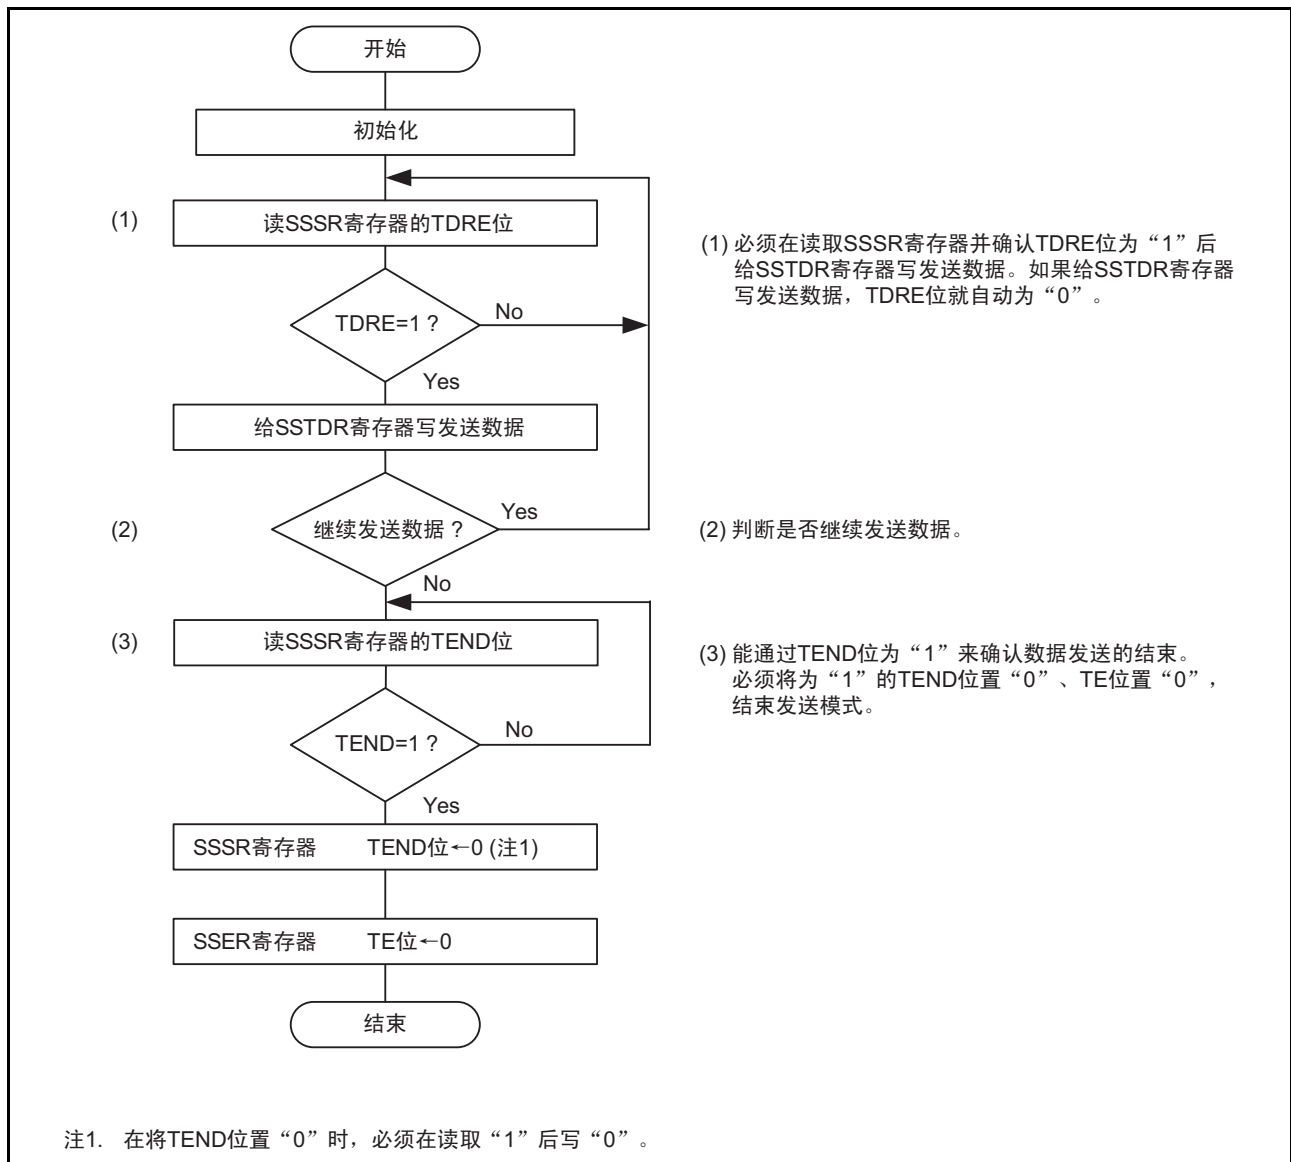 开始
初始化
(1)
读SSSR寄存器的TDRE位
(1) 必须在读取SSSR寄存器并确认TDRE位为“1”后
给SSTDR寄存器写发送数据。如果给SSTDR寄存器
写发送数据，TDRE位就自动为“0”。
TDRE=1 ?
No
Yes
给SSTDR寄存器写发送数据
(2)
继续发送数据 ?
Yes
(2) 判断是否继续发送数据。
No
(3)
读SSSR寄存器的TEND位
(3) 能通过TEND位为“1”来确认数据发送的结束。
必须将为“1”的TEND位置“0”、TE位置“0”，
结束发送模式。
TEND=1 ?
No
Yes
SSSR寄存器 TEND位←0 (注1)
SSER寄存器 TE位←0
结束
注1. 在将TEND位置“0”时，必须在读取“1”后写“0”。